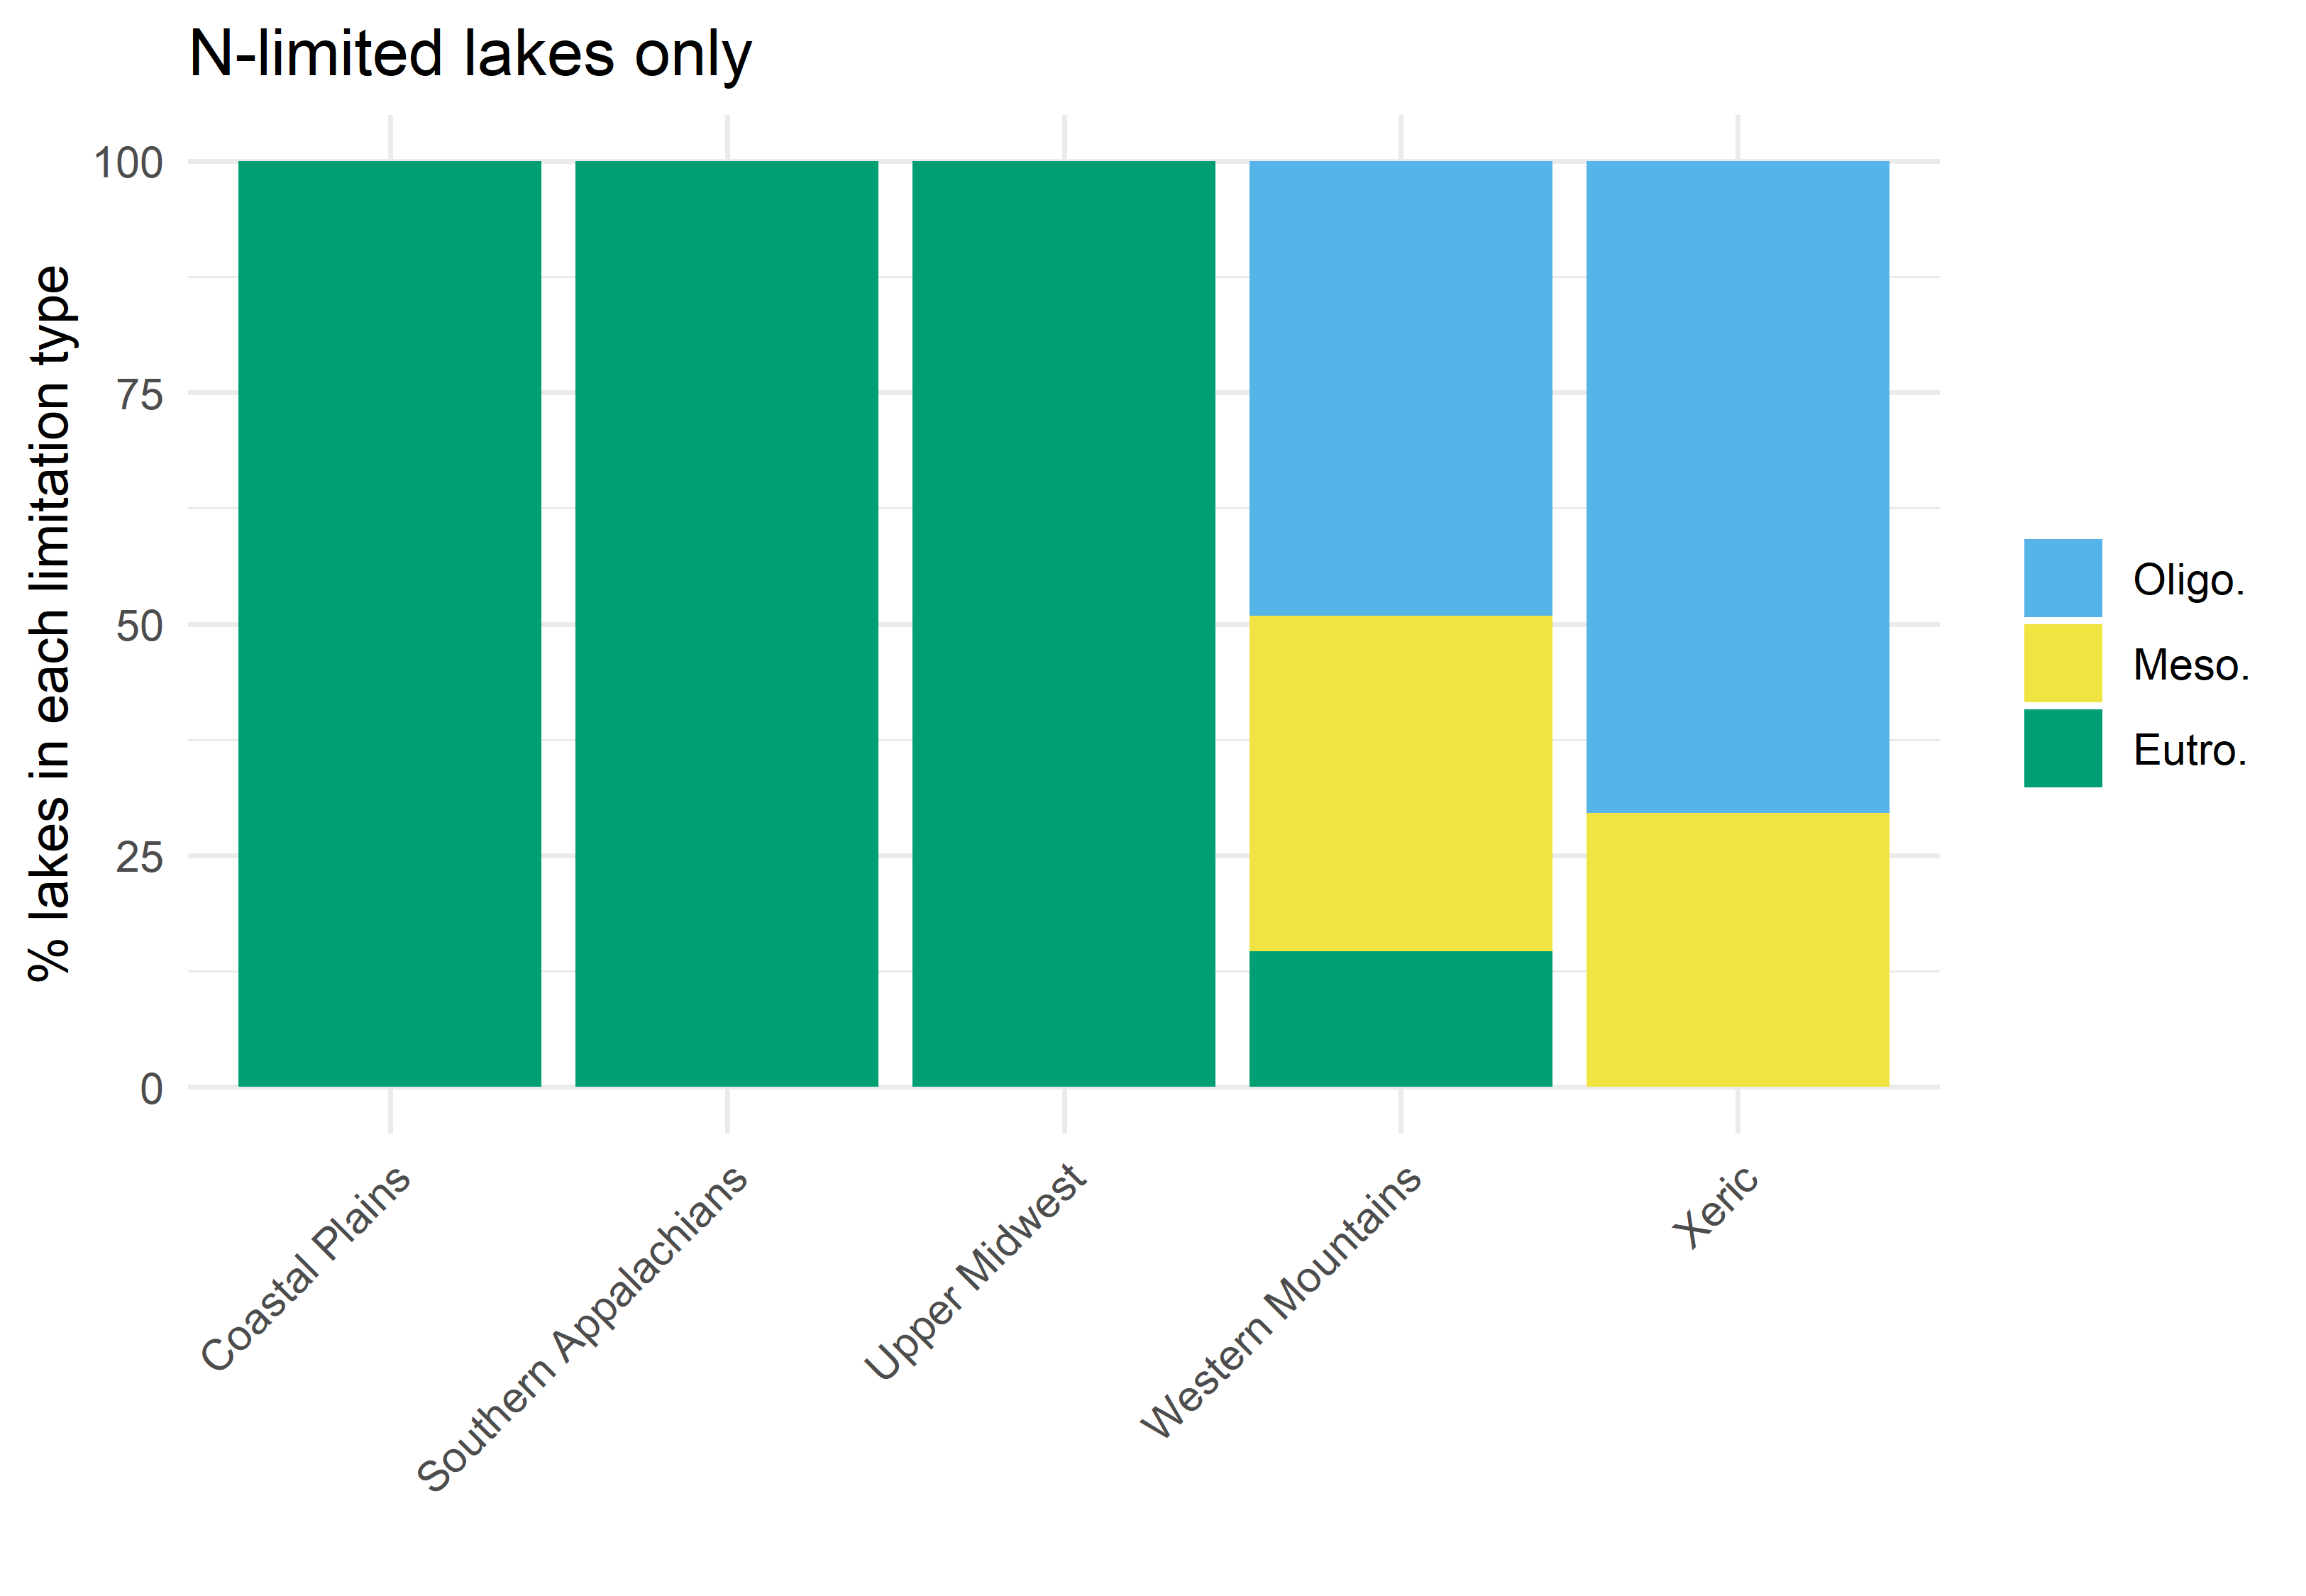 N-limited lakes only
% lakes in each limitation type
100
75
50
25
0
Coastal Plains
Southern Appalachians
Upper Midwest
Western Mountains
Xeric
Oligo.
Meso.
Eutro.